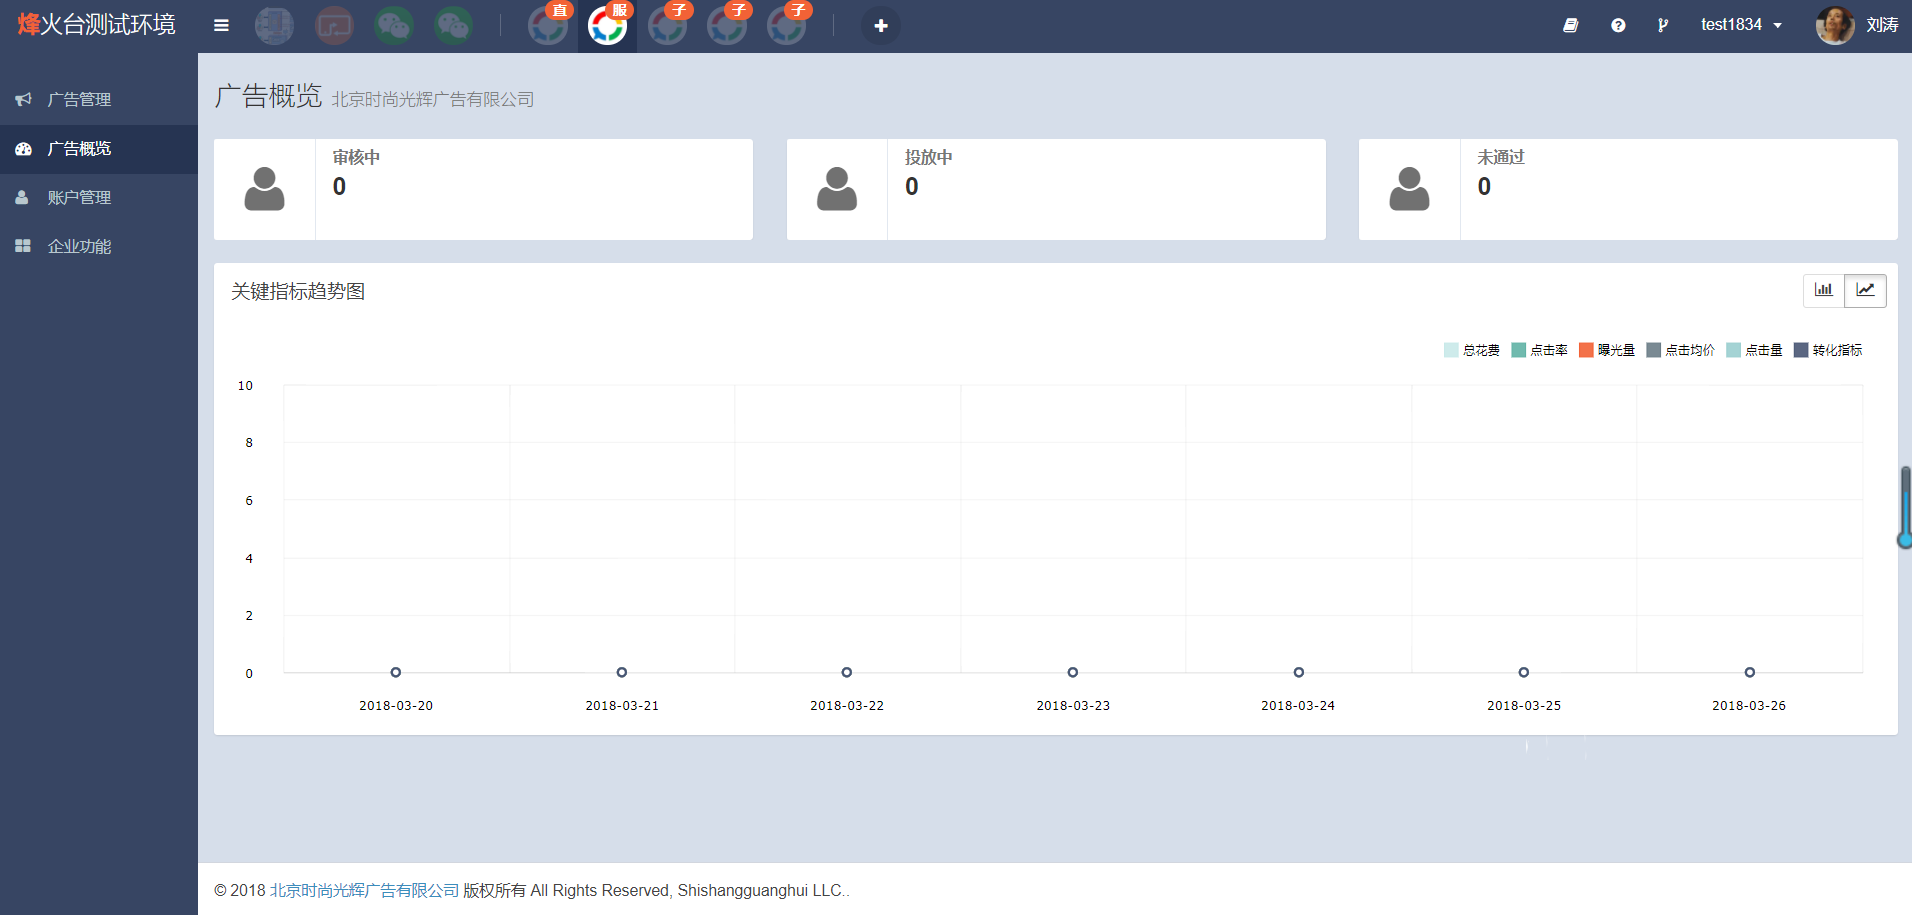 烽火台测试环境
直
服
子
子
子
test1834
刘涛
广告管理
广告概览
账户管理
企业功能
广告概览 北京时尚光辉广告有限公司
审核中
0
投放中
0
未通过
0
关键指标趋势图
总花费 点击率 曝光量 点击均价 点击量 转化指标
10
8
6
4
2
0
2018-03-20 2018-03-21 2018-03-22 2018-03-23 2018-03-24 2018-03-25 2018-03-26
© 2018 北京时尚光辉广告有限公司 版权所有 All Rights Reserved, Shishangguanghui LLC..